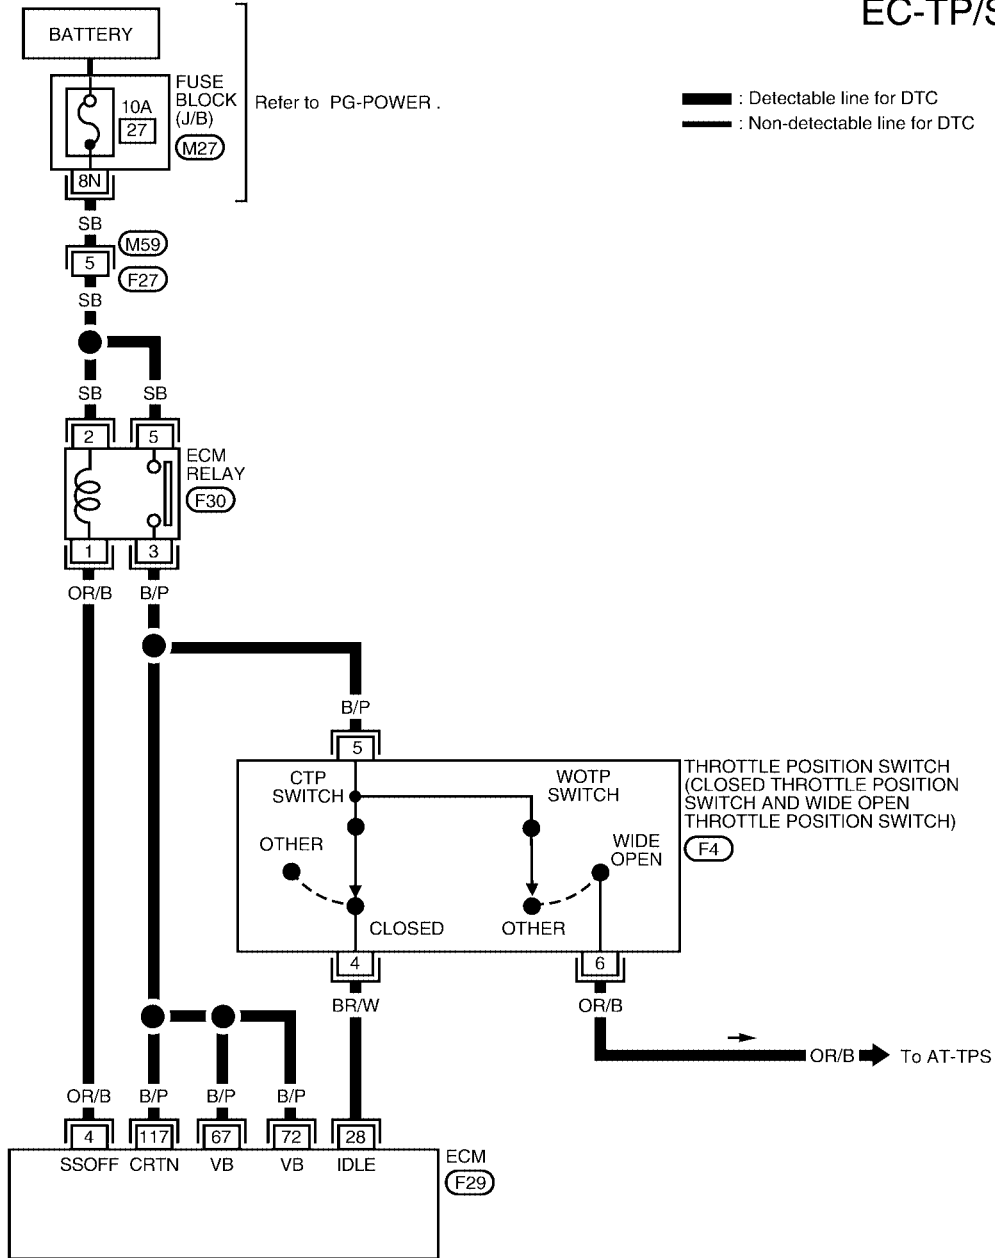 EC-TP/S
BATTERY
FUSE
BLOCK
(J/B)
10A
27
M27
Refer to PG-POWER .
: Detectable line for DTC
: Non-detectable line for DTC
8N
SB
M59
5
F27
SB
SB SB
2 5
ECM
RELAY
F30
1 3
OR/B B/P
B/P
5
CTP
SWITCH
WOTP
SWITCH
THROTTLE POSITION SWITCH
(CLOSED THROTTLE POSITION
SWITCH AND WIDE OPEN
THROTTLE POSITION SWITCH)
F4
OTHER
WIDE
OPEN
CLOSED
OTHER
4 6
BR/W OR/B
OR/B To AT-TPS
OR/B B/P B/P B/P
4 117 67 72 28
SSOFF CRTN VB VB IDLE
ECM
F29